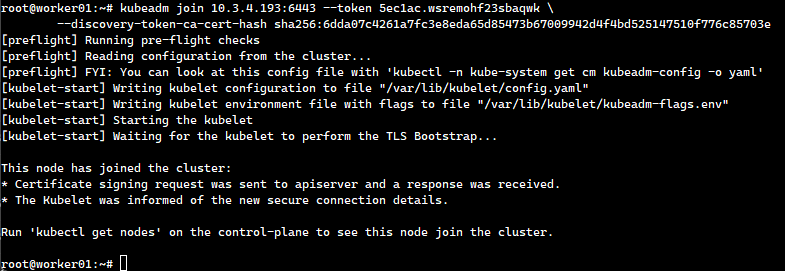 root@worker01:~# kubeadm join 10.3.4.193:6443 --token 5ec1ac.wsremohf23sbaqwk \
--discovery-token-ca-cert-hash sha256:6dda07c4261a7fc3e8eda65d85473b67009942d4f4bd525147510f776c85703e
[preflight] Running pre-flight checks
[preflight] Reading configuration from the cluster...
[preflight] FYI: You can look at this config file with 'kubectl -n kube-system get cm kubeadm-config -o yaml'
[kubelet-start] Writing kubelet configuration to file "/var/lib/kubelet/config.yaml"
[kubelet-start] Writing kubelet environment file with flags to file "/var/lib/kubelet/kubeadm-flags.env"
[kubelet-start] Starting the kubelet
[kubelet-start] Waiting for the kubelet to perform the TLS Bootstrap...
This node has joined the cluster:
* Certificate signing request was sent to apiserver and a response was received.
* The Kubelet was informed of the new secure connection details.
Run 'kubectl get nodes' on the control-plane to see this node join the cluster.
root@worker01:~#